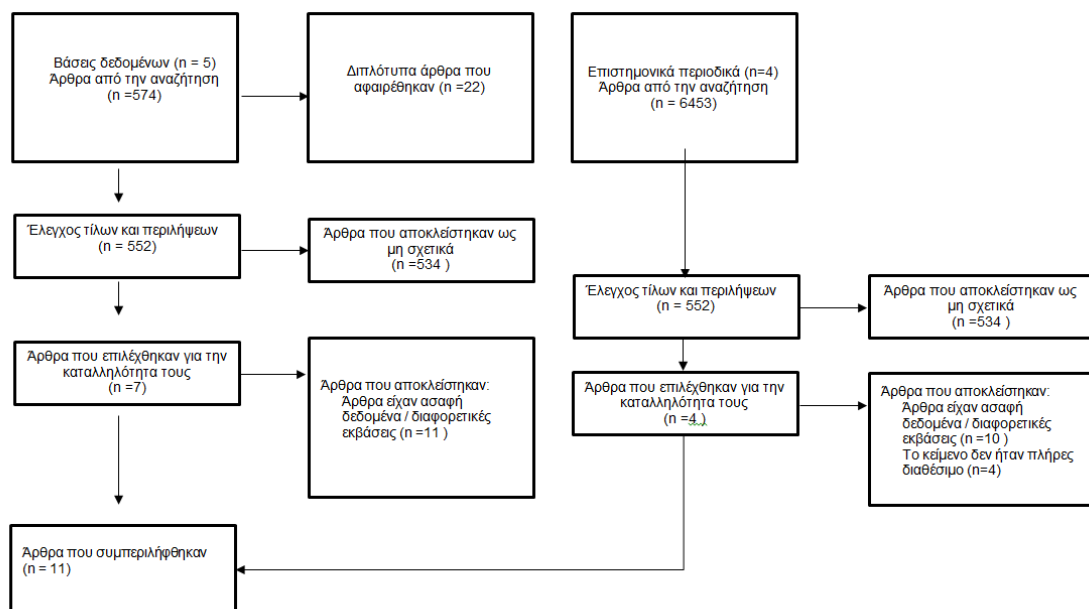 Βάσεις δεδομένων (n = 5)
Άρθρα από την αναζήτηση
(n =574)
Διπλότυπα άρθρα που
αφαιρέθηκαν (n =22)
Επιστημονικά περιοδικά (n=4)
Άρθρα από την αναζήτηση
(n = 6453)
Έλεγχος τίλων και περιλήψεων
(n = 552)
Άρθρα που αποκλείστηκαν ως
μη σχετικά
(n =534 )
Έλεγχος τίλων και περιλήψεων
(n = 552)
Άρθρα που αποκλείστηκαν ως
μη σχετικά
(n =534 )
Άρθρα που επιλέχθηκαν για την
καταλληλότητα τους
(n =7)
Άρθρα που αποκλείστηκαν:
Άρθρα είχαν ασαφή
δεδομένα / διαφορετικές
εκβάσεις (n =11 )
Άρθρα που επιλέχθηκαν για την
καταλληλότητα τους
(n =4 )
Άρθρα που αποκλείστηκαν:
Άρθρα είχαν ασαφή
δεδομένα / διαφορετικές
εκβάσεις (n =10 )
Το κείμενο δεν ήταν πλήρες
διαθέσιμο (n=4)
Άρθρα που συμπεριλήφθηκαν
(n = 11)